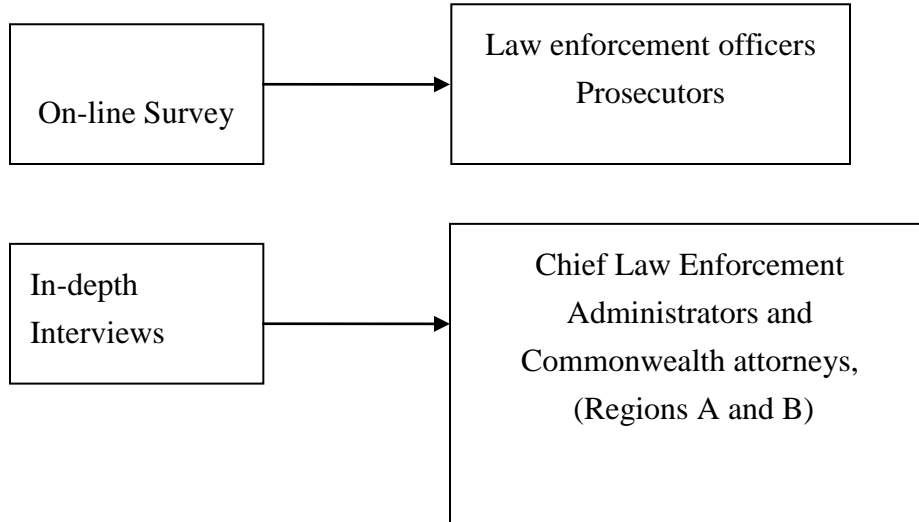 On-line Survey
Law enforcement officers
Prosecutors
In-depth
Interviews
Chief Law Enforcement
Administrators and
Commonwealth attorneys,
(Regions A and B)